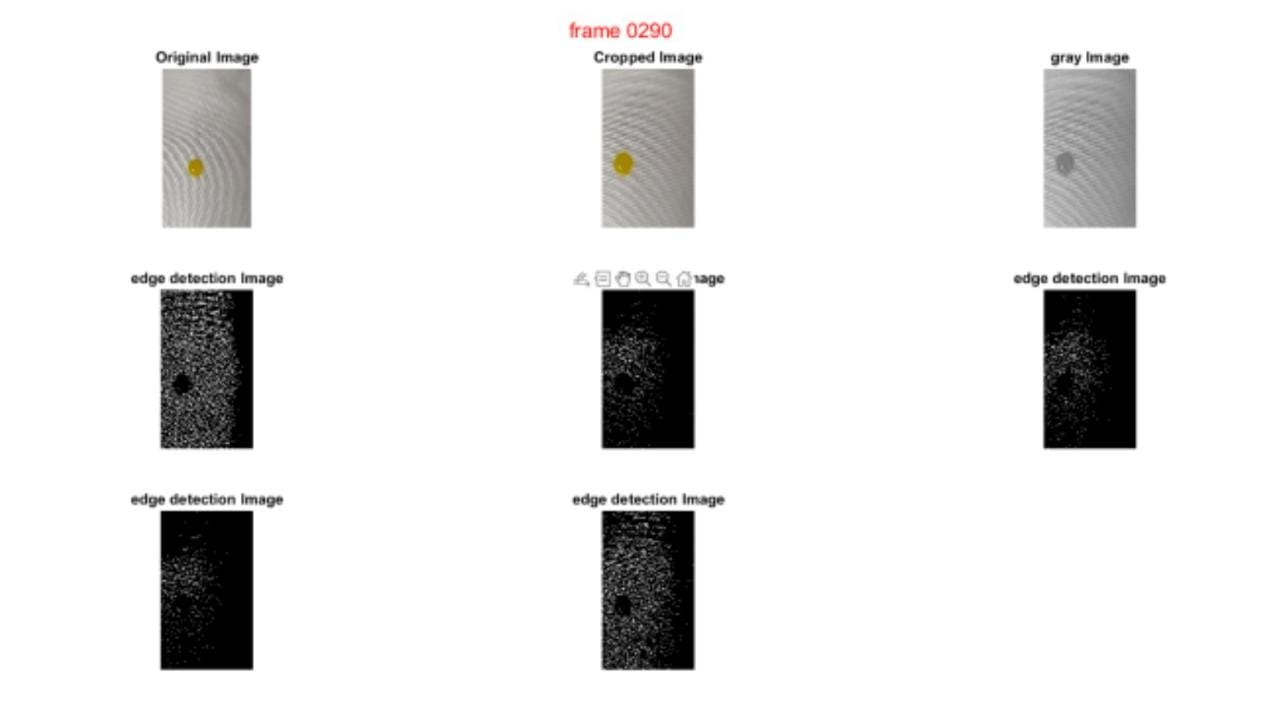 frame 0290
Original Image
Cropped Image
gray Image
edge detection Image
edge detection Image
edge detection Image
edge detection Image